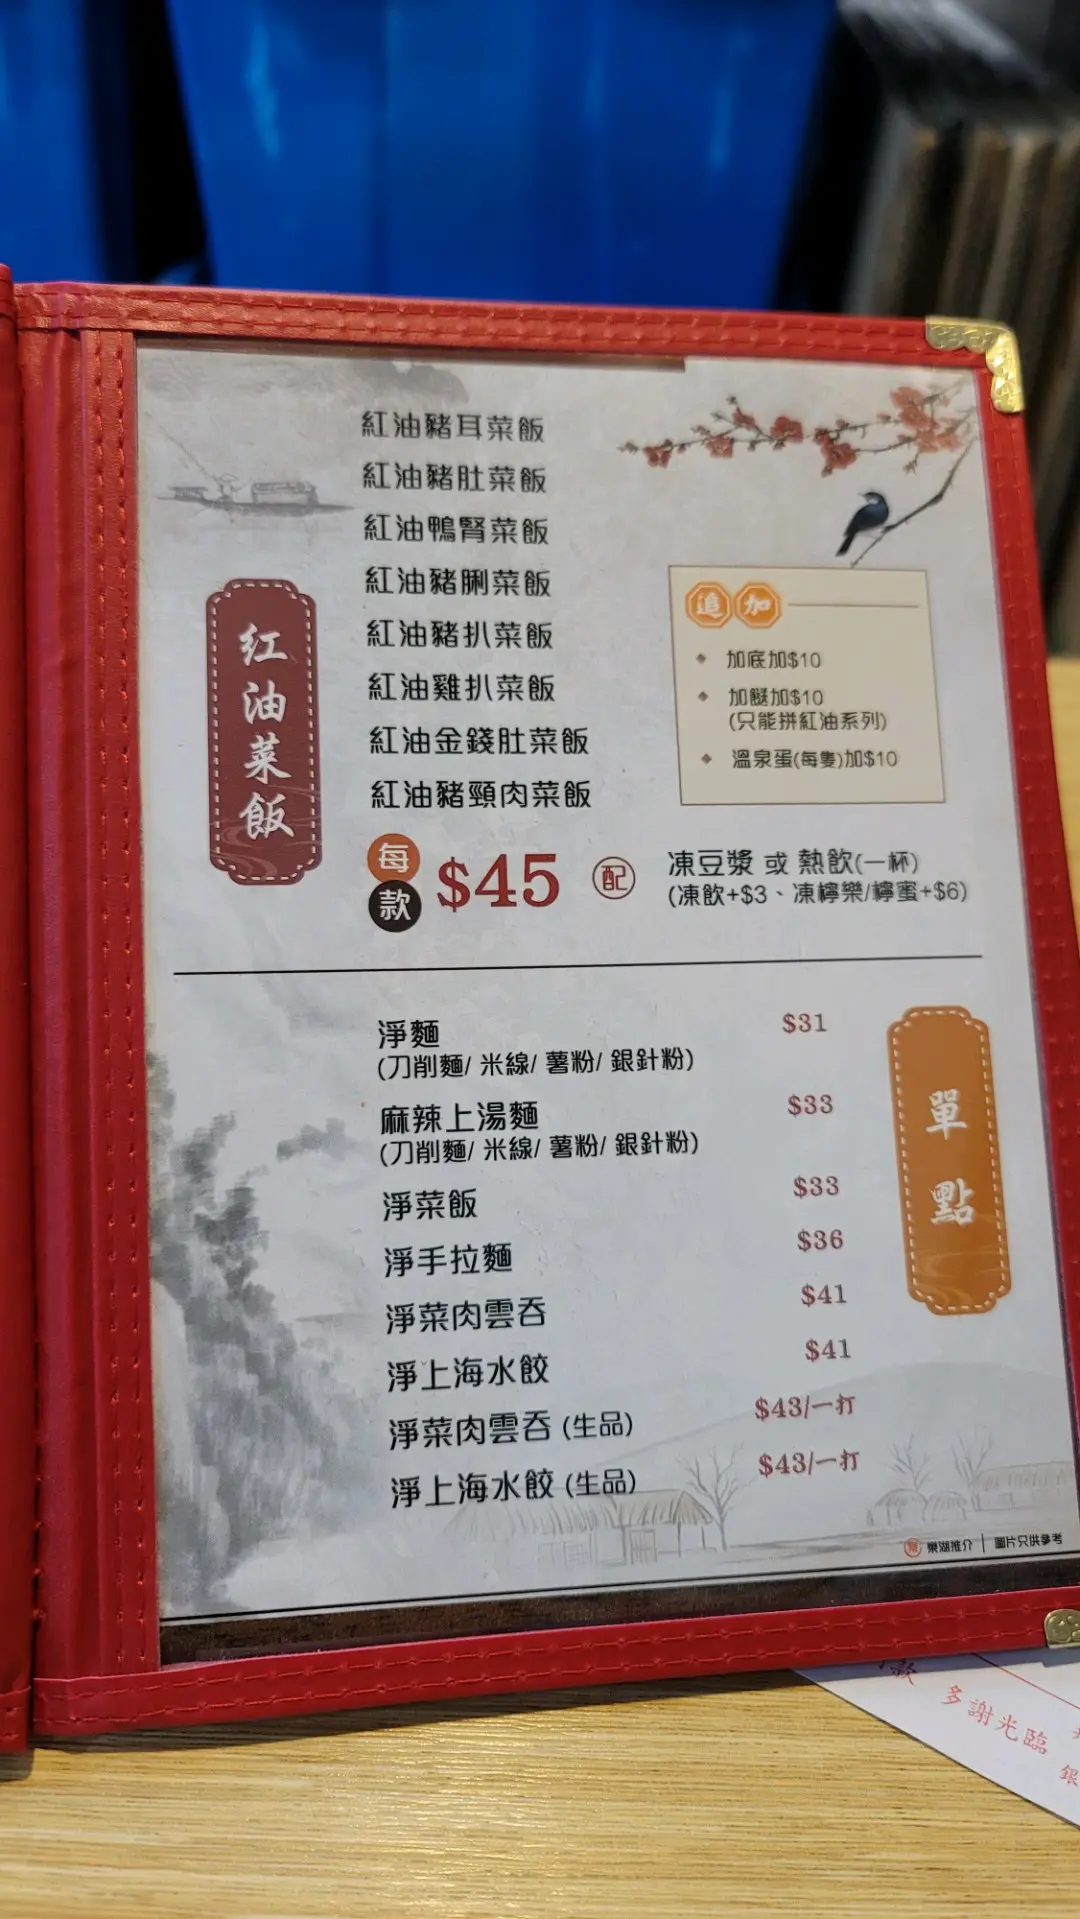 紅油菜飯
紅油豬耳菜飯
紅油豬肚菜飯
紅油鴨腎菜飯
紅油豬脷菜飯
紅油豬扒菜飯
紅油雞扒菜飯
紅油金錢肚菜飯
紅油豬頸肉菜飯
追加
加底加$10
加餸加$10
(只能拼紅油系列)
溫泉蛋(每隻)加$10
每款 $45 配 凍豆漿 或 熱飲(一杯)
(凍飲+$3、凍檸樂/檸蜜+$6)
單點
淨麵 $31
(刀削麵/ 米線/ 薯粉/ 銀針粉)
麻辣上湯麵 $33
(刀削麵/ 米線/ 薯粉/ 銀針粉)
淨菜飯 $33
淨手拉麵 $36
淨菜肉雲吞 $41
淨上海水餃 $41
淨菜肉雲吞 (生品) $43/一打
淨上海水餃 (生品) $43/一打
巢湖推介 | 圖片只供參考
多謝光臨
銀